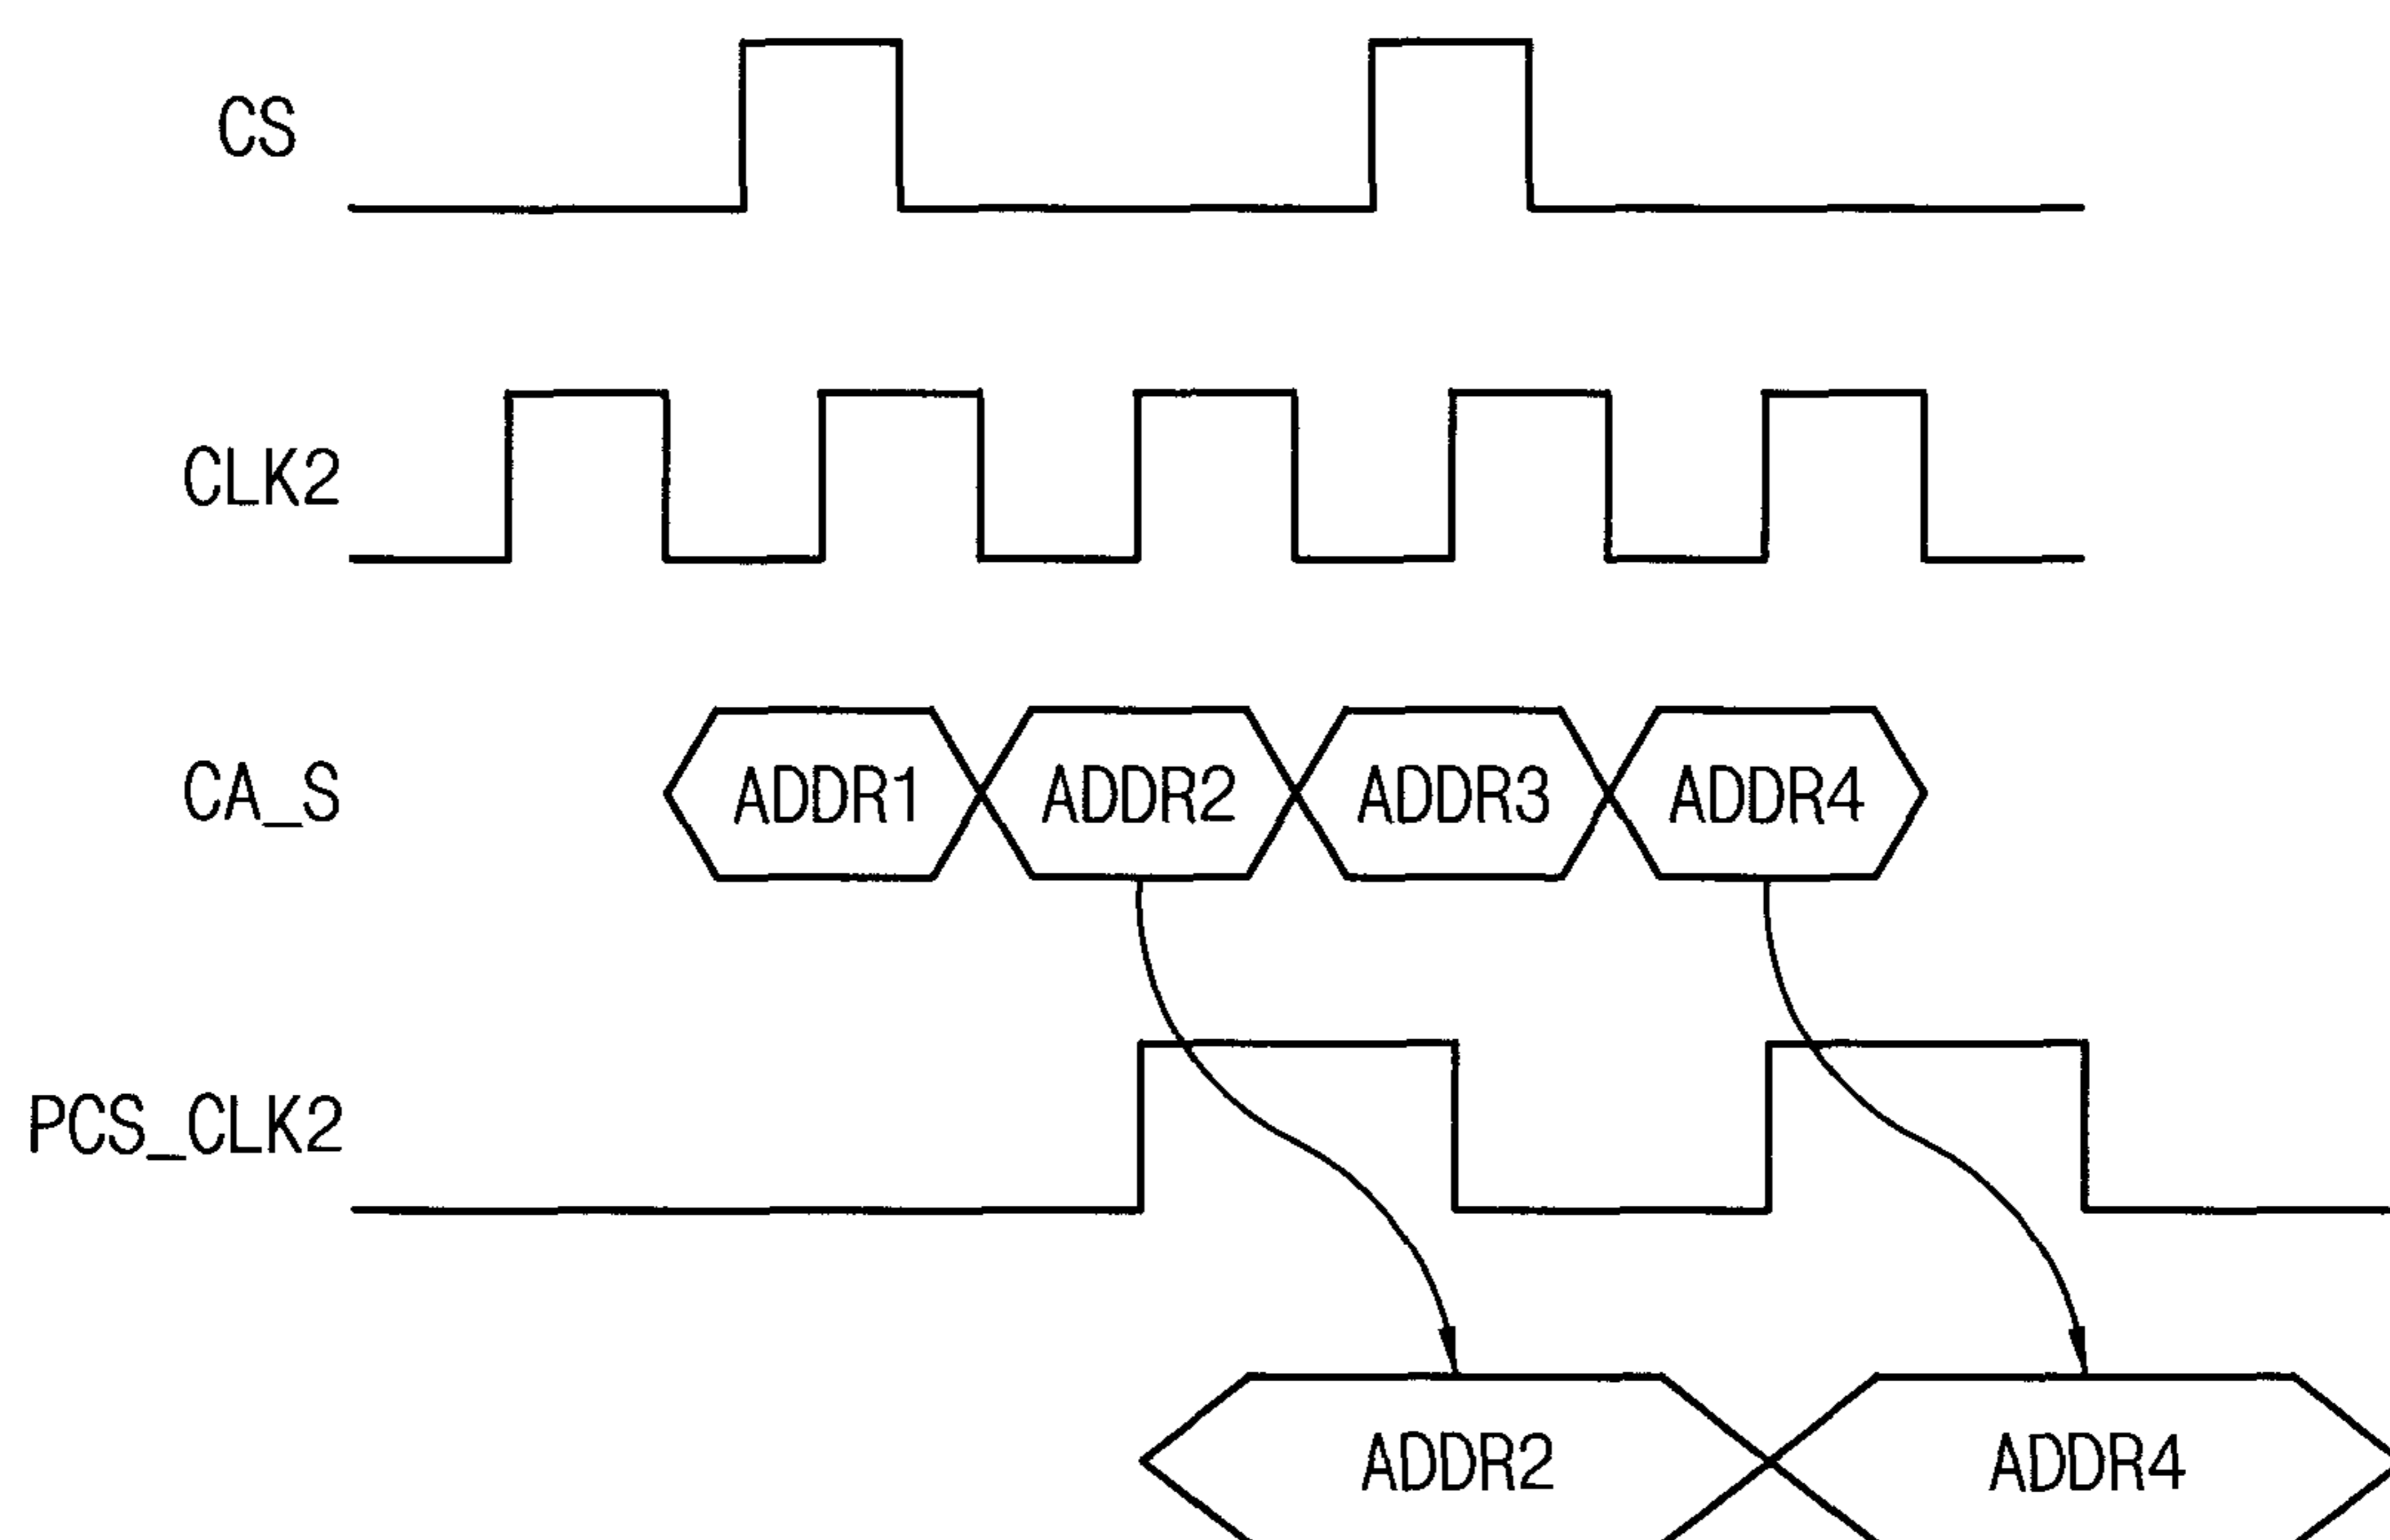 CS
CLK2
CA_S ADDR1 ADDR2 ADDR3 ADDR4
PCS_CLK2
ADDR2 ADDR4